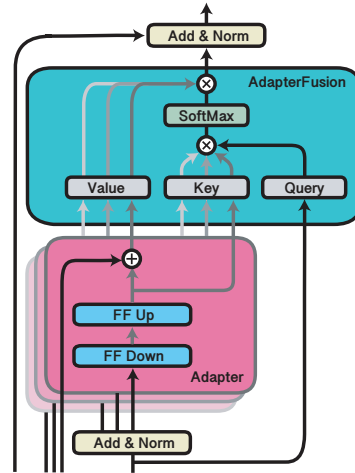 Add & Norm
AdapterFusion
SoftMax
Value
Key
Query
FF Up
FF Down
Adapter
Add & Norm